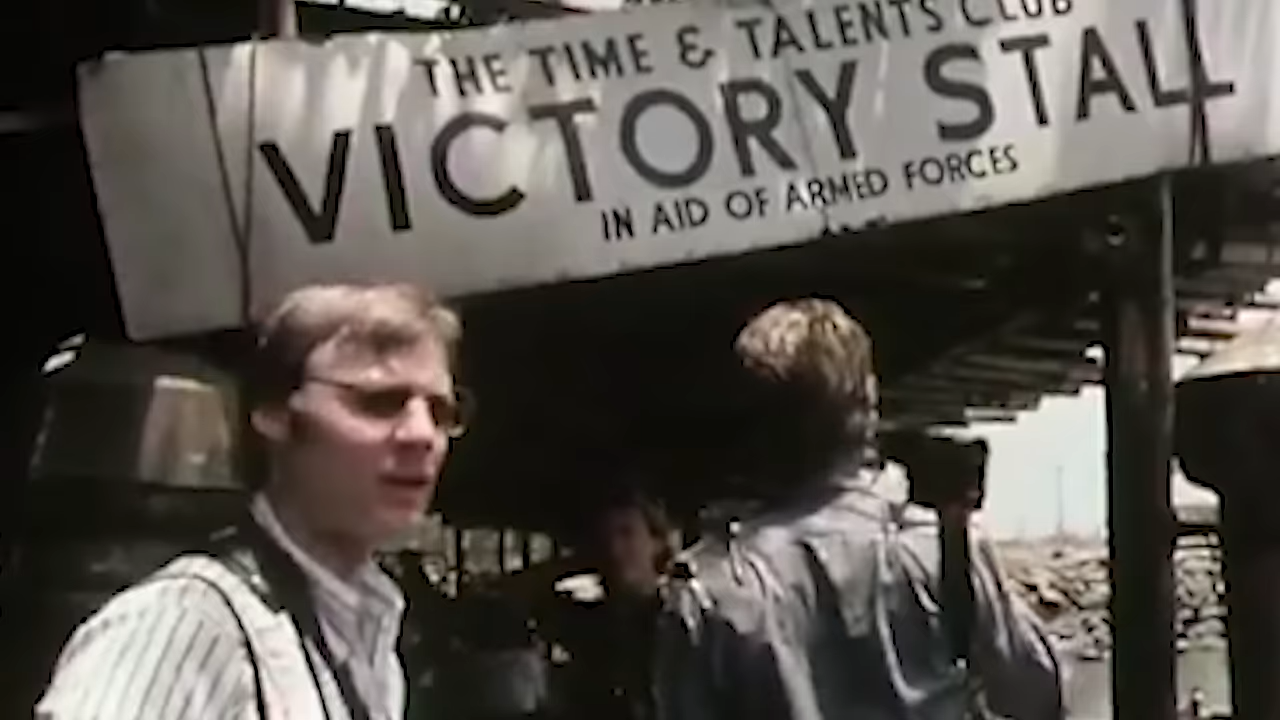 THE TIME & TALENTS CLUB
VICTORY STALL
IN AID OF ARMED FORCES